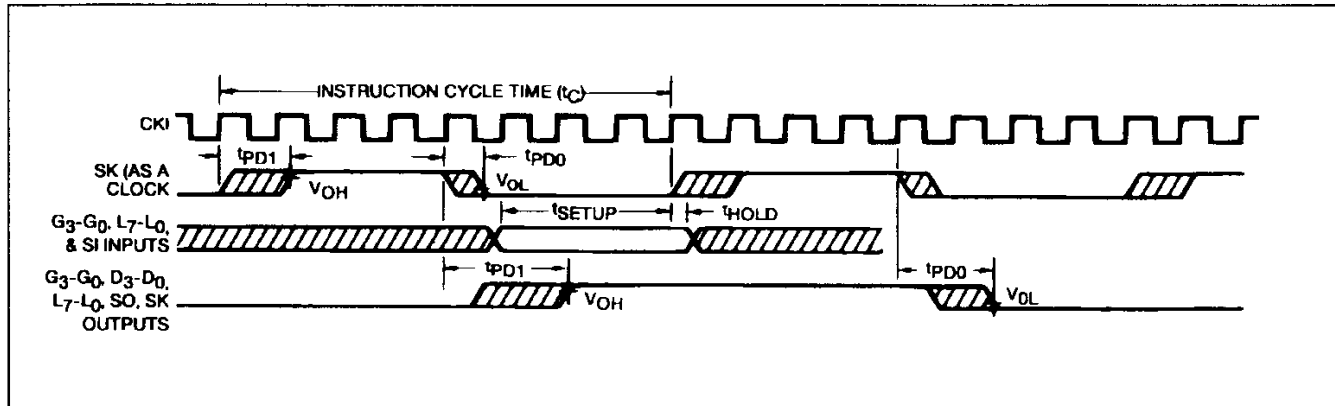 INSTRUCTION CYCLE TIME (tC)
CKI
tPD1
tPD0
SK (AS A
CLOCK
VOH
VOL
tSETUP
tHOLD
G3-G0, L7-L0,
& SI INPUTS
tPD1
tPD0
G3-G0, D3-D0,
L7-L0, SO, SK
OUTPUTS
VOH
VOL